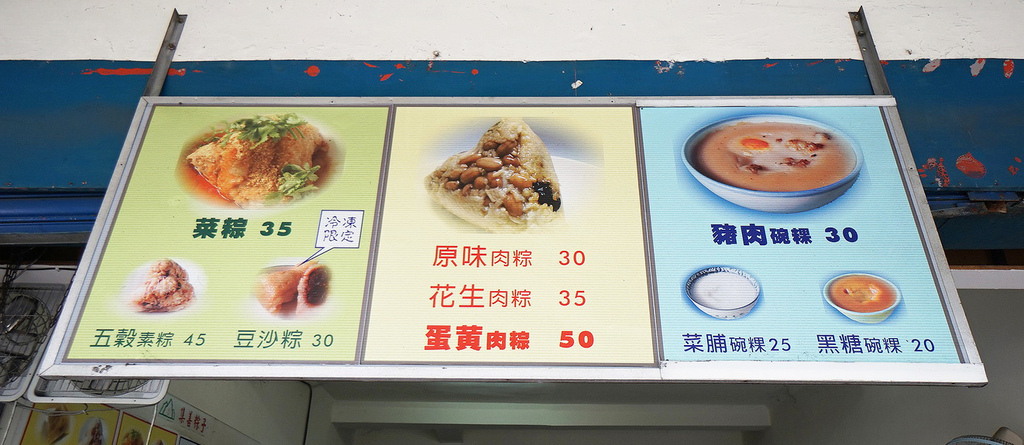 菜粽 35
冷凍
限定
五穀素粽 45
豆沙粽 30
原味肉粽 30
花生肉粽 35
蛋黃肉粽 50
豬肉碗粿 30
菜脯碗粿 25
黑糖碗粿 20